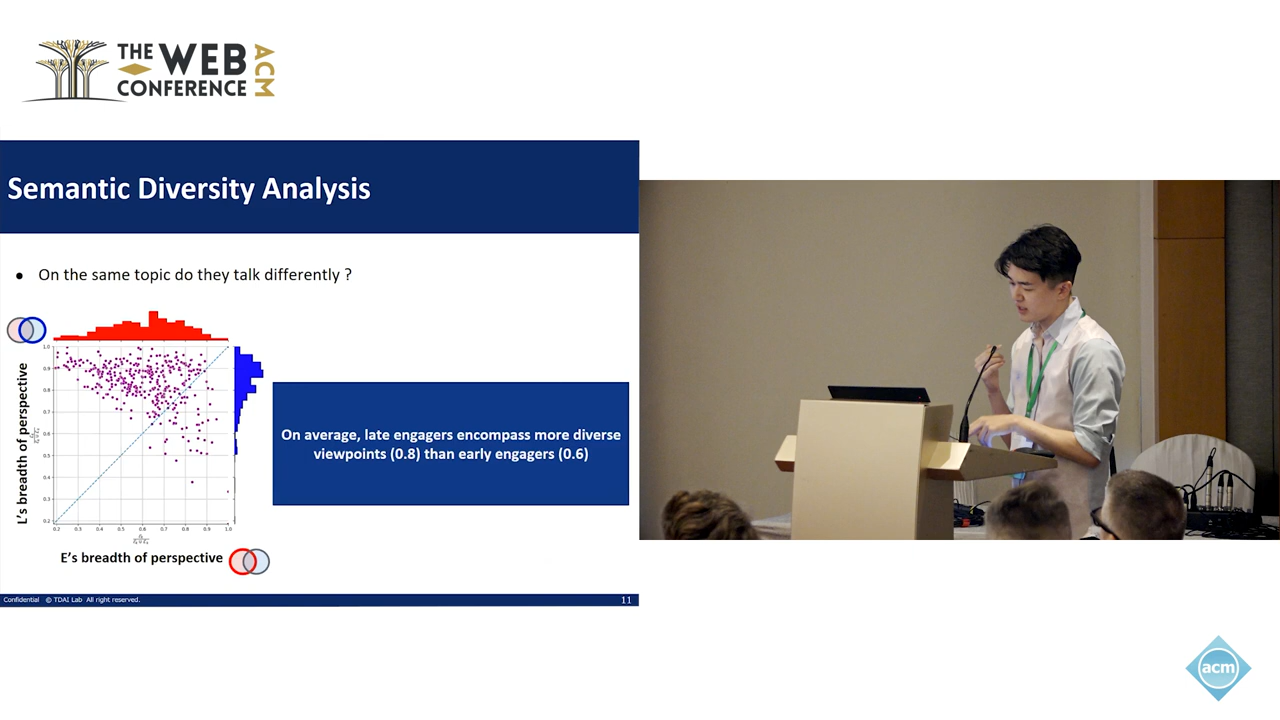 THE WEB
CONFERENCE
ACM
Semantic Diversity Analysis
● On the same topic do they talk differently ?
L's breadth of perspective
1.0
0.9
0.8
0.7
0.6
0.5
0.4
0.3
0.2
0.2 0.3 0.4 0.5 0.6 0.7 0.8 0.9 1.0
E's breadth of perspective
On average, late engagers encompass more diverse
viewpoints (0.8) than early engagers (0.6)
Confidential © TDAI Lab All right reserved.
11
acm